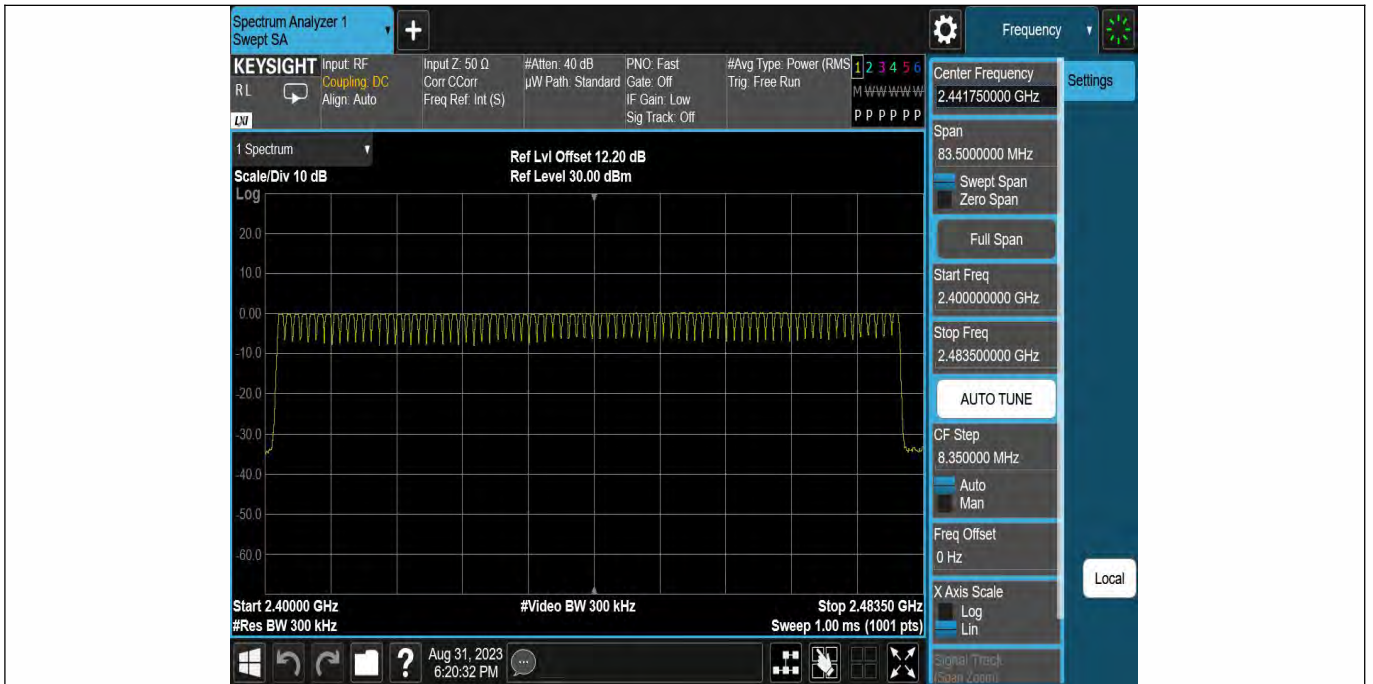 Spectrum Analyzer 1
Swept SA
+
Frequency
KEYSIGHT
RL
LXI
Input: RF
Coupling: DC
Align: Auto
Input Z: 50 Ω
Corr CCorr
Freq Ref: Int (S)
#Atten: 40 dB
µW Path: Standard
PNO: Fast
Gate: Off
IF Gain: Low
Sig Track: Off
#Avg Type: Power (RMS
Trig: Free Run
1 2 3 4 5 6
M W W W W W
P P P P P P
1 Spectrum
Scale/Div 10 dB
Ref Lvl Offset 12.20 dB
Ref Level 30.00 dBm
Log
20.0
10.0
0.00
-10.0
-20.0
-30.0
-40.0
-50.0
-60.0
Start 2.40000 GHz
#Res BW 300 kHz
#Video BW 300 kHz
Stop 2.48350 GHz
Sweep 1.00 ms (1001 pts)
Center Frequency
2.441750000 GHz
Settings
Span
83.5000000 MHz
Swept Span
Zero Span
Full Span
Start Freq
2.400000000 GHz
Stop Freq
2.483500000 GHz
AUTO TUNE
CF Step
8.350000 MHz
Auto
Man
Freq Offset
0 Hz
X Axis Scale
Log
Lin
Signal Track
(Span Zoom)
Local
?
Aug 31, 2023
6:20:32 PM